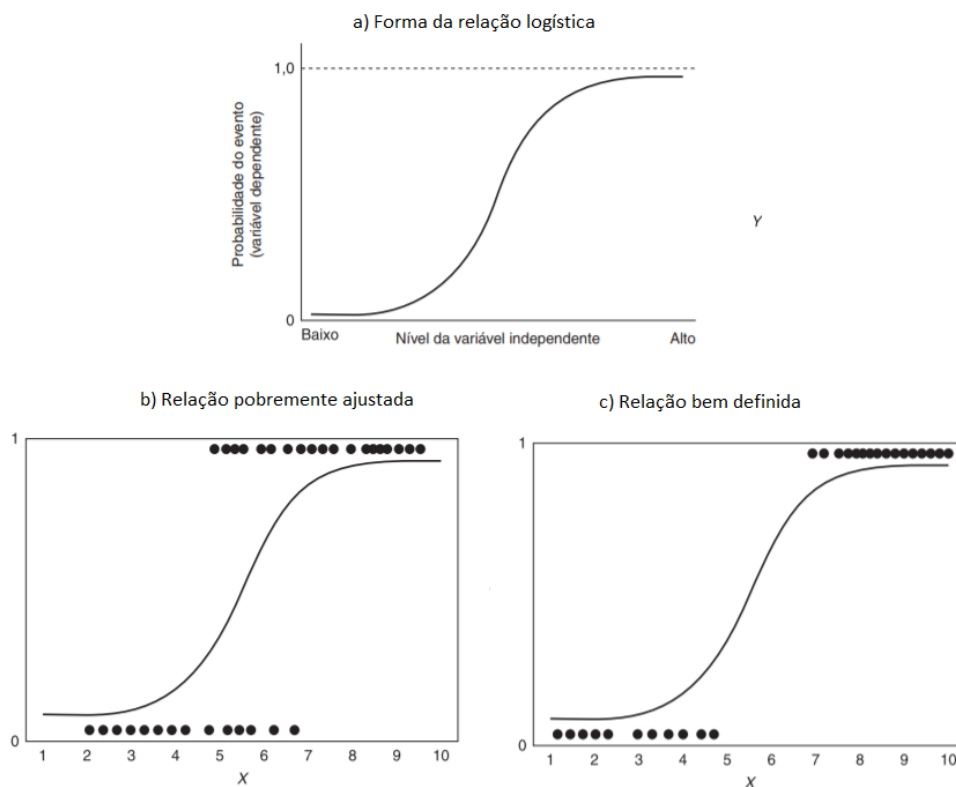 a) Forma da relação logística
1,0
Probabilidade do evento
(variável dependente)
Y
0
Baixo Nível da variável independente Alto
b) Relação pobremente ajustada
c) Relação bem definida
1
0
1 2 3 4 5 6 7 8 9 10
X
1
0
1 2 3 4 5 6 7 8 9 10
X